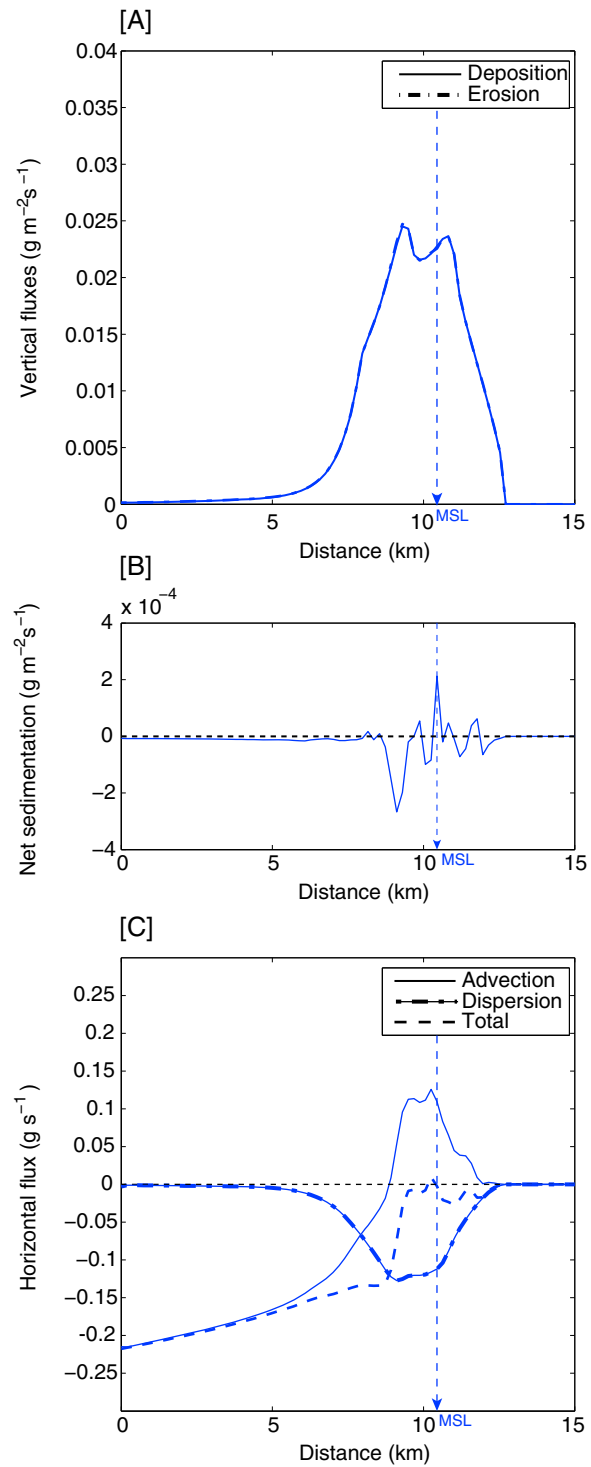 [A]
Deposition
Erosion
0.04
0.035
0.03
0.025
0.02
0.015
0.01
0.005
0
Vertical fluxes (g m−2s−1)
0 5 10 15
MSL
Distance (km)
[B]
x 10−4
4
2
0
−2
−4
Net sedimentation (g m−2s−1)
0 5 10 15
MSL
Distance (km)
[C]
Advection
Dispersion
Total
0.25
0.2
0.15
0.1
0.05
0
−0.05
−0.1
−0.15
−0.2
−0.25
Horizontal flux (g s−1)
0 5 10 15
MSL
Distance (km)